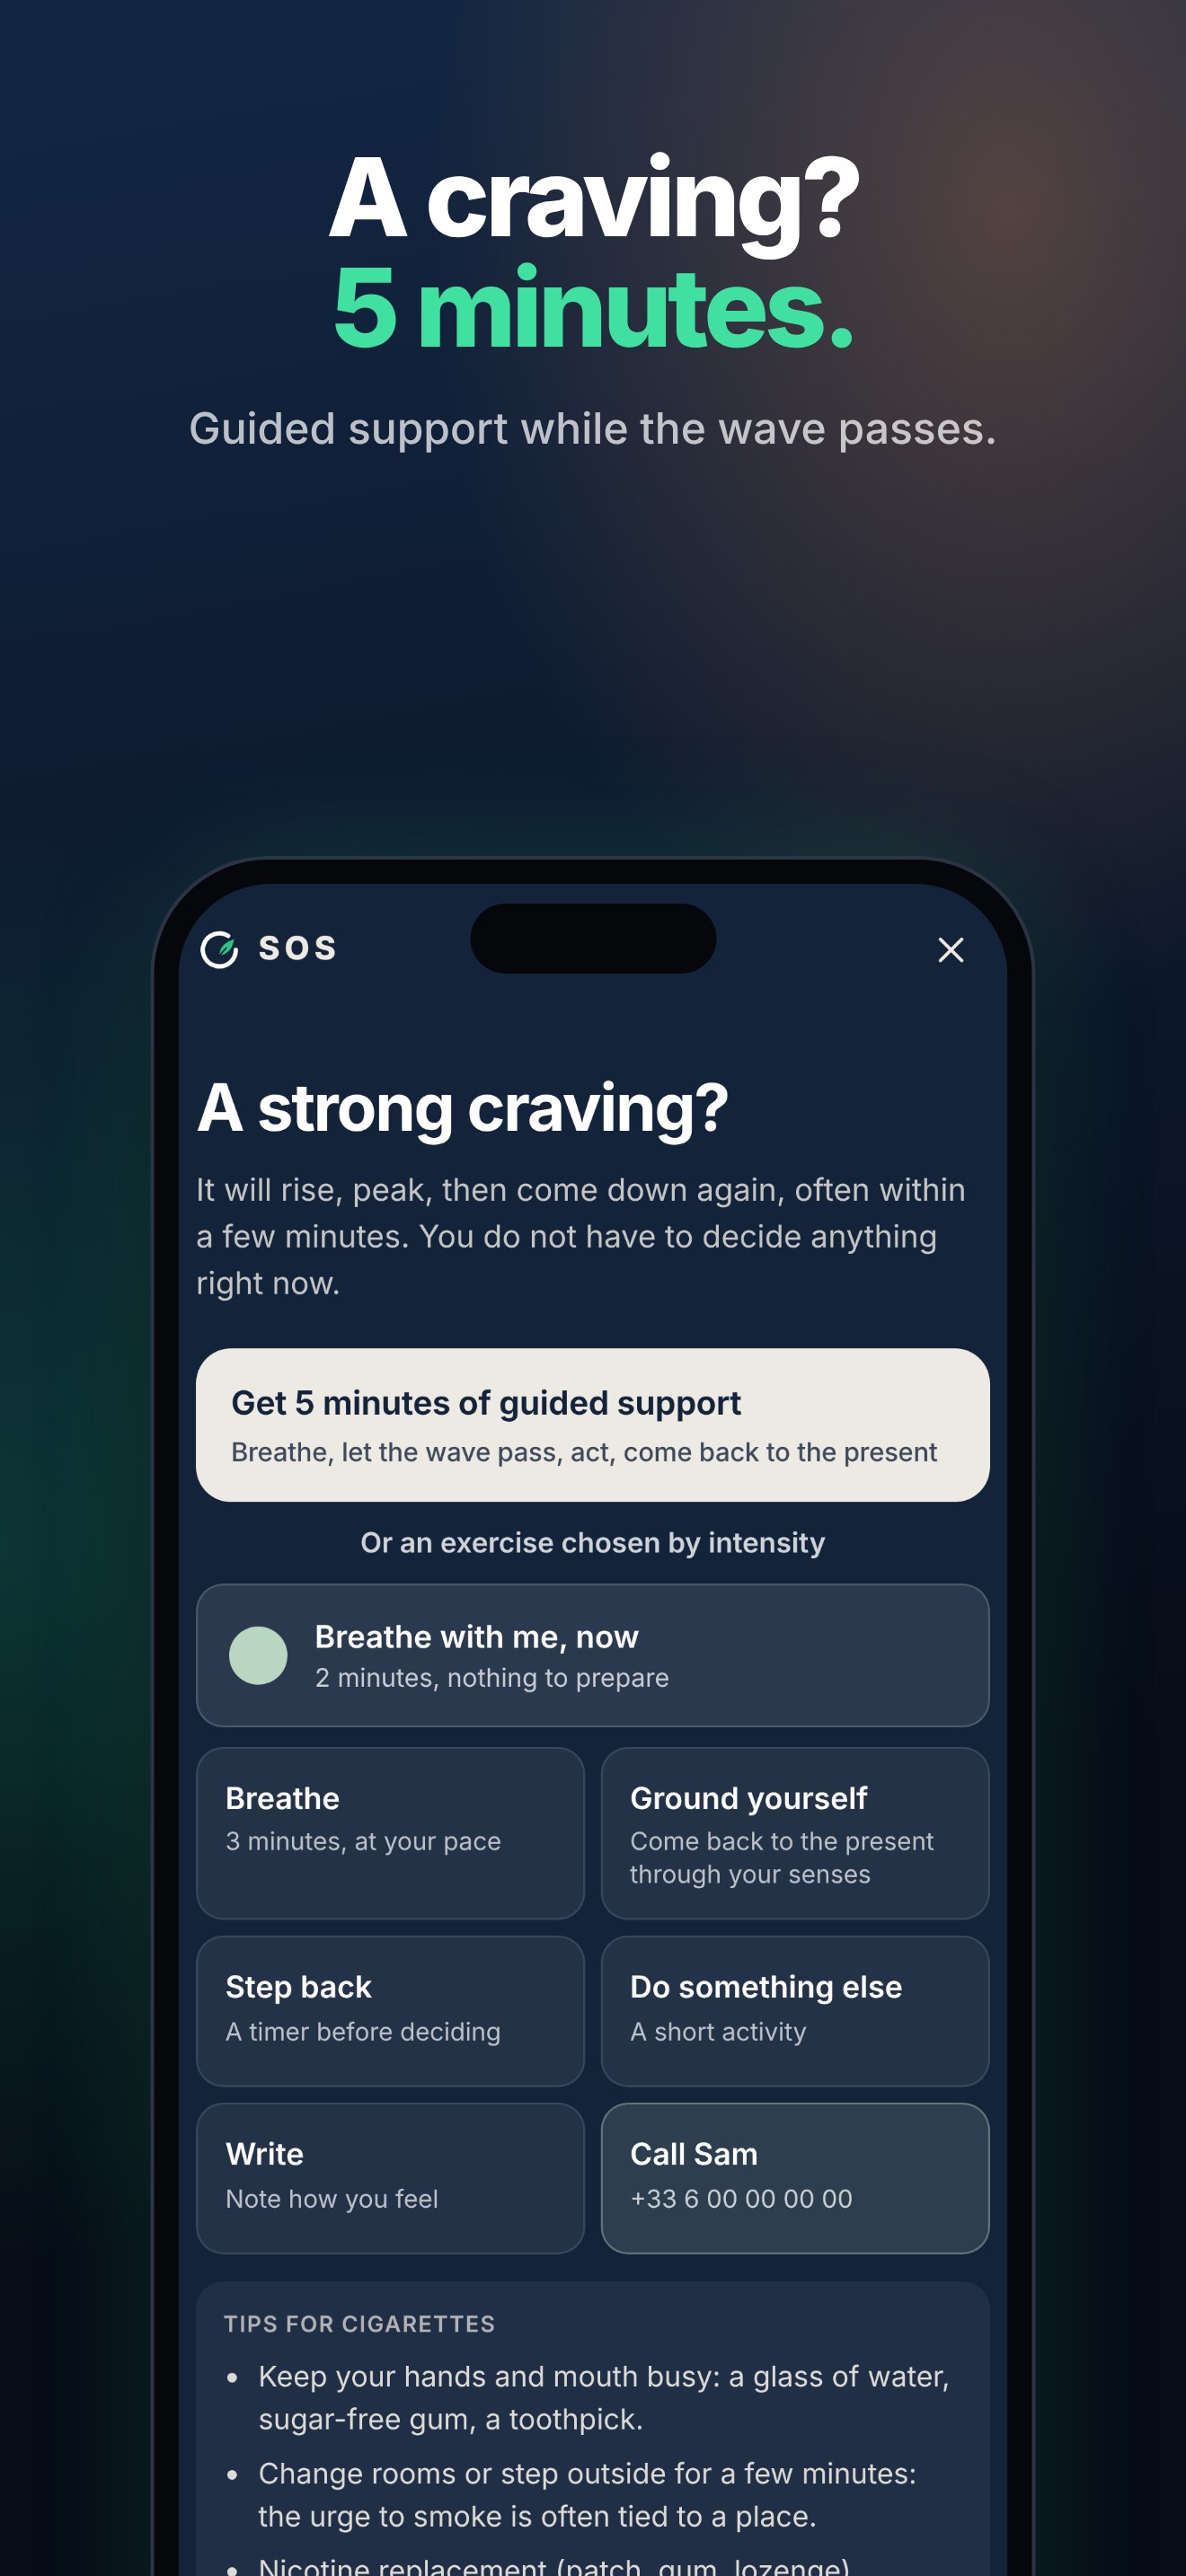 A craving?
5 minutes.
Guided support while the wave passes.
SOS
A strong craving?
It will rise, peak, then come down again, often within
a few minutes. You do not have to decide anything
right now.
Get 5 minutes of guided support
Breathe, let the wave pass, act, come back to the present
Or an exercise chosen by intensity
Breathe with me, now
2 minutes, nothing to prepare
Breathe
3 minutes, at your pace
Ground yourself
Come back to the present
through your senses
Step back
A timer before deciding
Do something else
A short activity
Write
Note how you feel
Call Sam
+33 6 00 00 00 00
TIPS FOR CIGARETTES
• Keep your hands and mouth busy: a glass of water,
sugar-free gum, a toothpick.
• Change rooms or step outside for a few minutes:
the urge to smoke is often tied to a place.
• Nicotine replacement (patch, gum, lozenge)